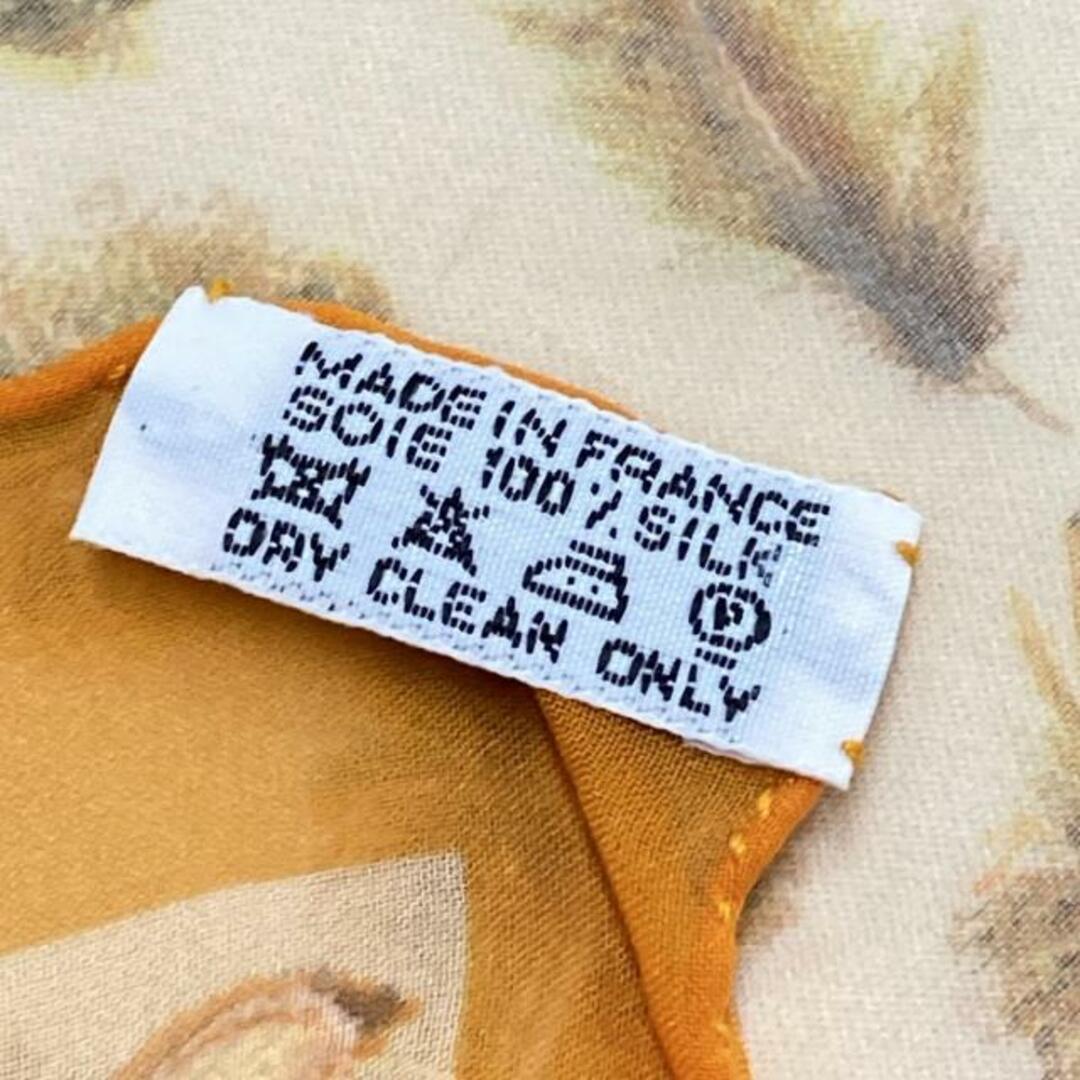 MADE IN FRANCE
SOIE 100% SILK
P
DRY CLEAN ONLY